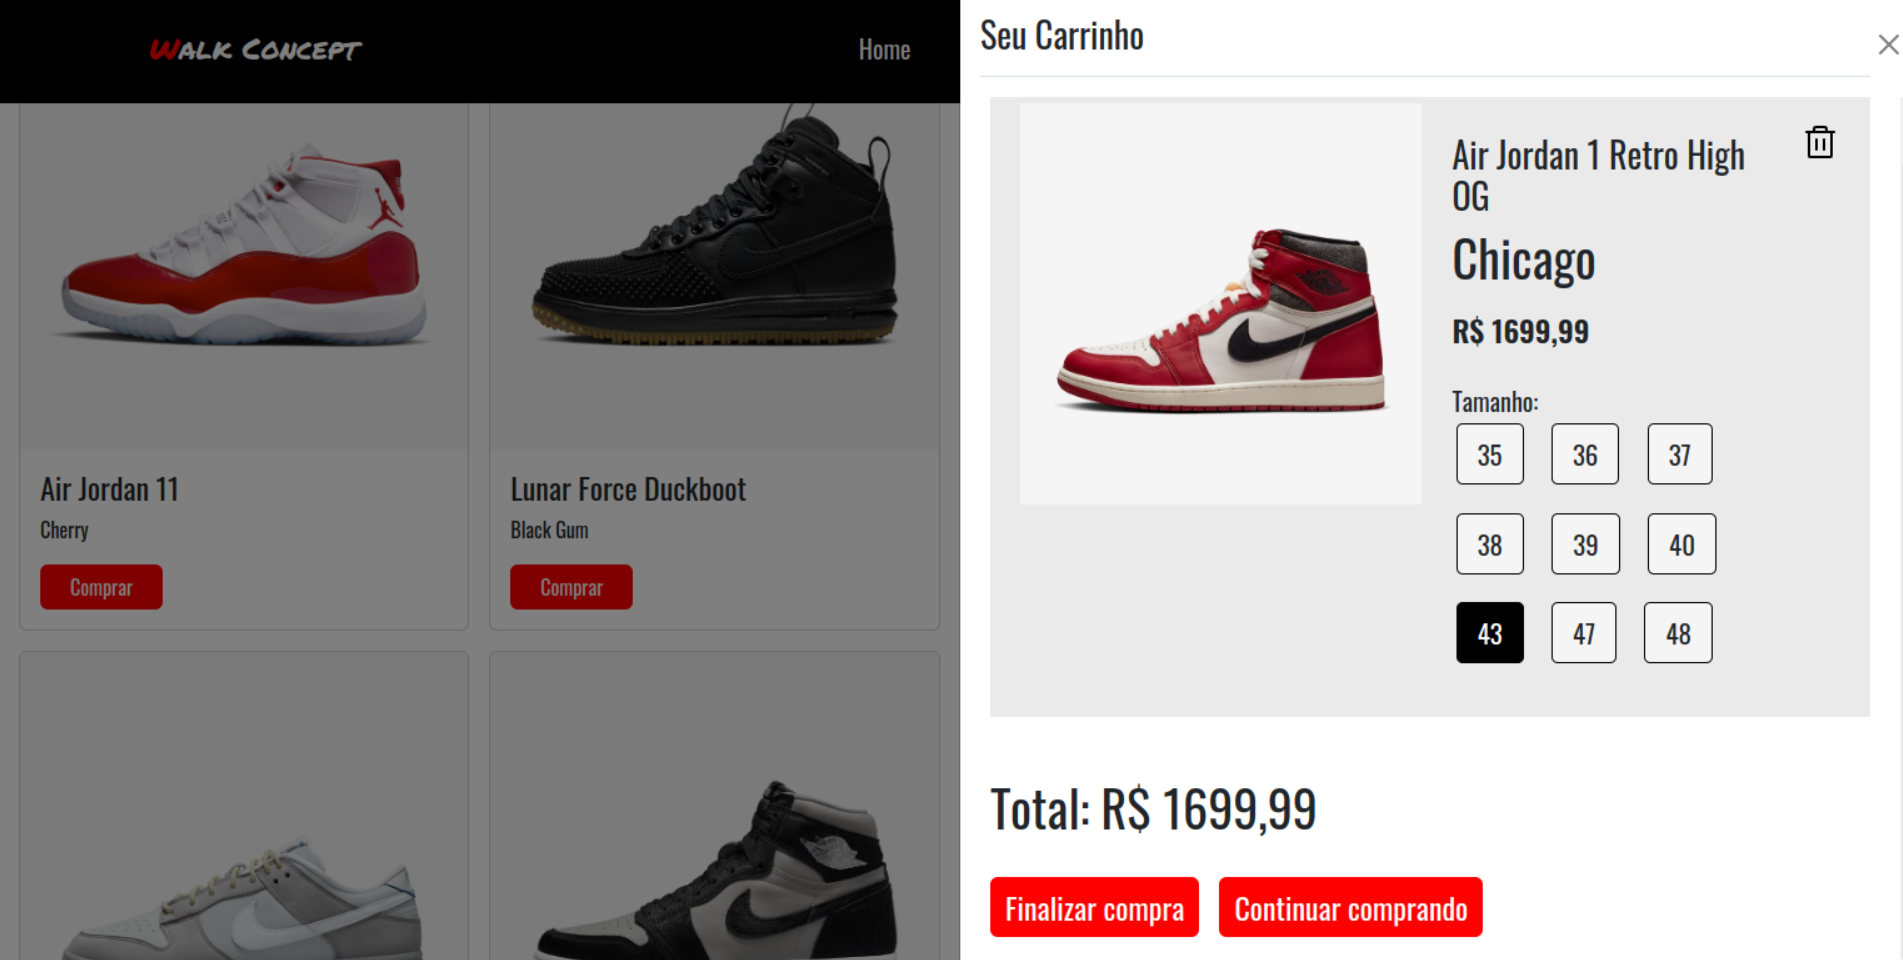 Walk Concept
Home
Air Jordan 11
Cherry
Comprar
Lunar Force Duckboot
Black Gum
Comprar
Seu Carrinho
Air Jordan 1 Retro High
OG
Chicago
R$ 1699,99
Tamanho:
35 36 37
38 39 40
43 47 48
Total: R$ 1699,99
Finalizar compra Continuar comprando